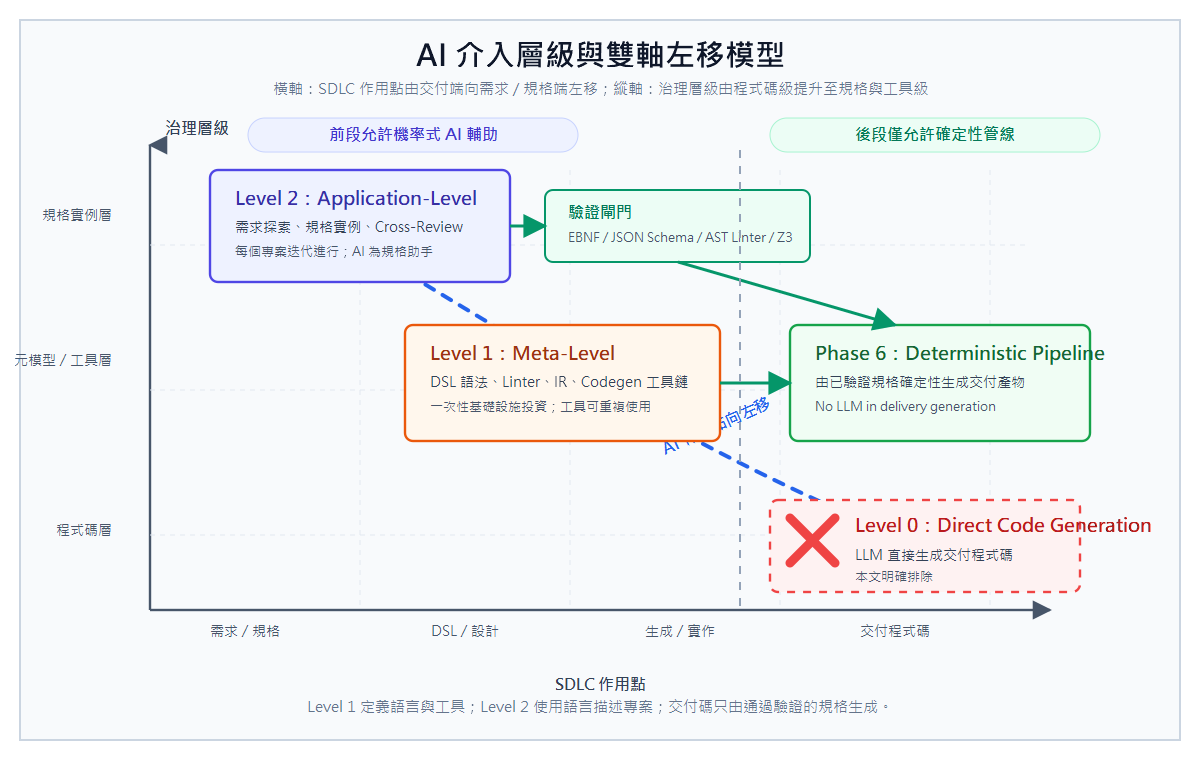 AI 介入層級與雙軸左移模型
橫軸：SDLC 作用點由交付端向需求 / 規格端左移；縱軸：治理層級由程式碼級提升至規格與工具級
治理層級
前段允許機率式 AI 輔助
後段僅允許確定性管線
規格實例層
Level 2：Application-Level
需求探索、規格實例、Cross-Review
每個專案迭代進行；AI 為規格助手
驗證閘門
EBNF / JSON Schema / AST Linter / Z3
元模型 / 工具層
Level 1：Meta-Level
DSL 語法、Linter、IR、Codegen 工具鏈
一次性基礎設施投資；工具可重複使用
Phase 6：Deterministic Pipeline
由已驗證規格確定性生成交付產物
No LLM in delivery generation
AI
向左移
程式碼層
Level 0：Direct Code Generation
LLM 直接生成交付程式碼
本文明確排除
需求 / 規格
DSL / 設計
生成 / 實作
交付程式碼
SDLC 作用點
Level 1 定義語言與工具；Level 2 使用語言描述專案；交付碼只由通過驗證的規格生成。